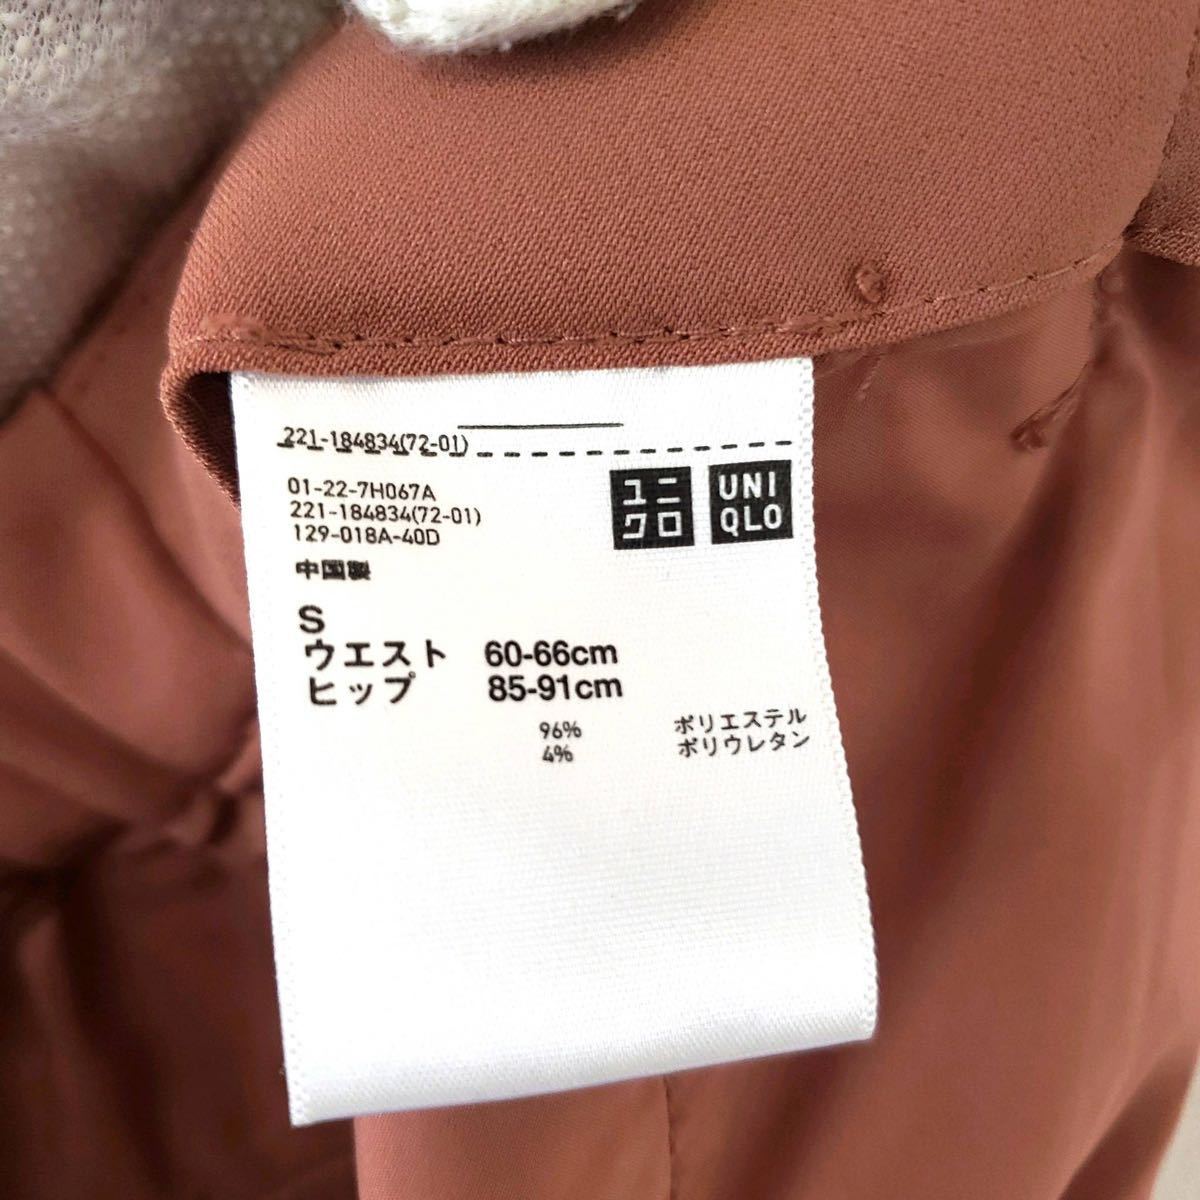 221-184834(72-01)
01-22-7H067A
221-184834(72-01)
129-018A-40D
ユニ
クロ
UNI
QLO
中国製
S
ウエスト 60-66cm
ヒップ 85-91cm
96% ポリエステル
4% ポリウレタン